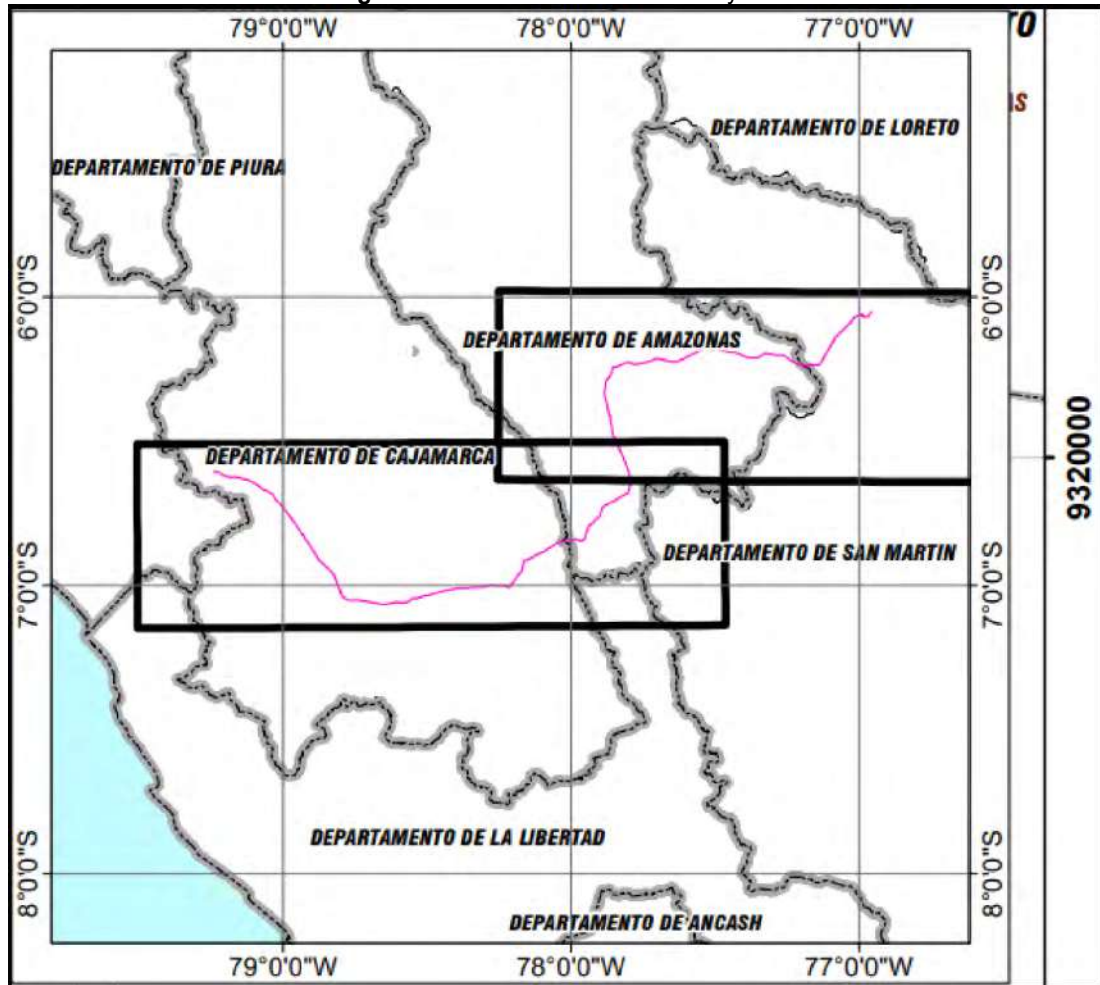 79°0'0"W 78°0'0"W 77°0'0"W
DEPARTAMENTO DE LORETO
DEPARTAMENTO DE PIURA
6°0'0"S 6°0'0"S
DEPARTAMENTO DE AMAZONAS
9320000
DEPARTAMENTO DE CAJAMARCA
DEPARTAMENTO DE SAN MARTIN
7°0'0"S 7°0'0"S
DEPARTAMENTO DE LA LIBERTAD
8°0'0"S 8°0'0"S
DEPARTAMENTO DE ANCASH
79°0'0"W 78°0'0"W 77°0'0"W